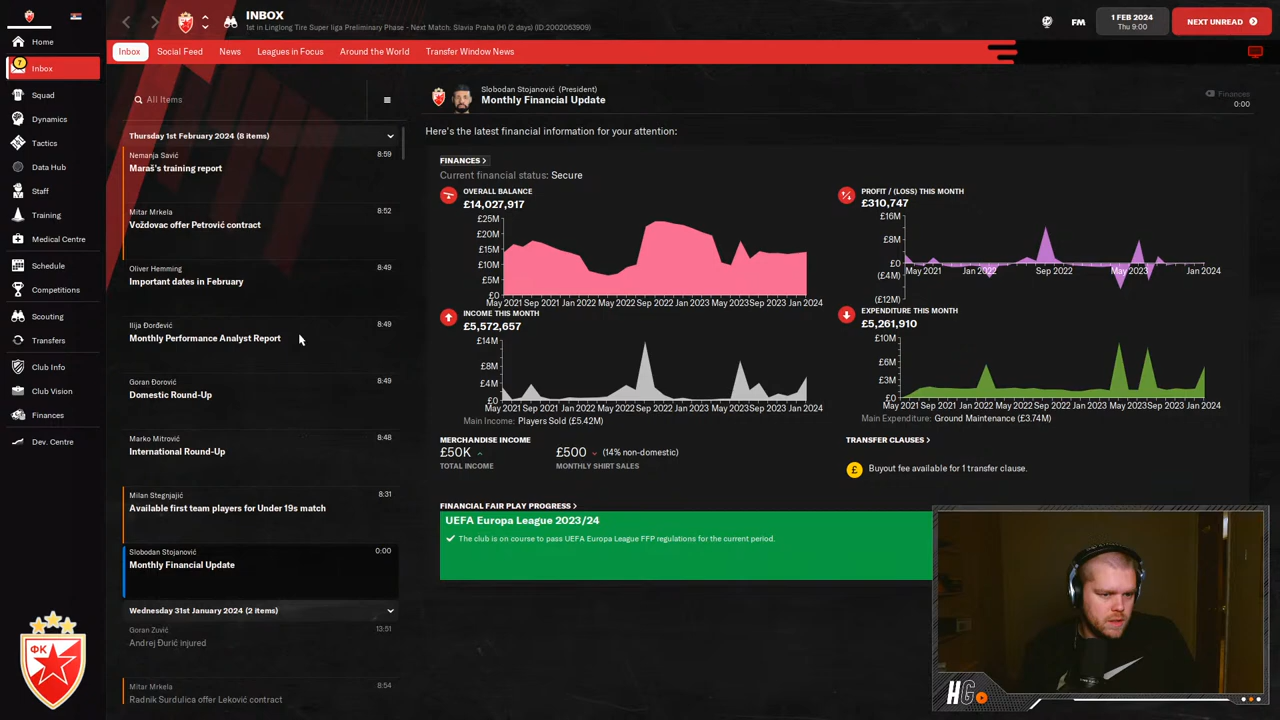 INBOX
1st in Linglong Tire Super liga Preliminary Phase - Next Match: Slavia Praha (H) (2 days) (ID:2002063909)
FM
1 FEB 2024
Thu 9:00
NEXT UNREAD
Home
7
Inbox
Squad
Dynamics
Tactics
Data Hub
Staff
Training
Medical Centre
Schedule
Competitions
Scouting
Transfers
Club Info
Club Vision
Finances
Dev. Centre
ФК
Inbox
Social Feed
News
Leagues in Focus
Around the World
Transfer Window News
All Items
Thursday 1st February 2024 (8 items)
Nemanja Savić 8:59
Maraš's training report
Mitar Mrkela 8:52
Voždovac offer Petrović contract
Oliver Hemming 8:49
Important dates in February
Ilija Đorđević 8:49
Monthly Performance Analyst Report
Goran Đorović 8:49
Domestic Round-Up
Marko Mitrović 8:48
International Round-Up
Milan Stegnjajić 8:31
Available first team players for Under 19s match
Slobodan Stojanović 0:00
Monthly Financial Update
Wednesday 31st January 2024 (2 items)
Goran Zuvić 13:51
Andrej Đurić injured
Mitar Mrkela 8:54
Radnik Surdulica offer Leković contract
Slobodan Stojanović (President)
Monthly Financial Update
Finances
0:00
Here's the latest financial information for your attention:
FINANCES
Current financial status: Secure
OVERALL BALANCE
£14,027,917
£25M
£20M
£15M
£10M
£5M
£0
May 2021 Sep 2021 Jan 2022 May 2022 Sep 2022 Jan 2023 May 2023 Sep 2023 Jan 2024
PROFIT / (LOSS) THIS MONTH
£310,747
£16M
£8M
£0
(£4M)
(£12M)
May 2021 Jan 2022 Sep 2022 May 2023 Jan 2024
INCOME THIS MONTH
£5,572,657
£14M
£8M
£4M
£0
May 2021 Sep 2021 Jan 2022 May 2022 Sep 2022 Jan 2023 May 2023 Sep 2023 Jan 2024
Main Income: Players Sold (£5.42M)
EXPENDITURE THIS MONTH
£5,261,910
£10M
£6M
£3M
£0
May 2021 Sep 2021 Jan 2022 May 2022 Sep 2022 Jan 2023 May 2023 Sep 2023 Jan 2024
Main Expenditure: Ground Maintenance (£3.74M)
MERCHANDISE INCOME
£50K
TOTAL INCOME
£500 (14% non-domestic)
MONTHLY SHIRT SALES
TRANSFER CLAUSES
£
Buyout fee available for 1 transfer clause.
FINANCIAL FAIR PLAY PROGRESS
UEFA Europa League 2023/24
The club is on course to pass UEFA Europa League FFP regulations for the current period.
HG